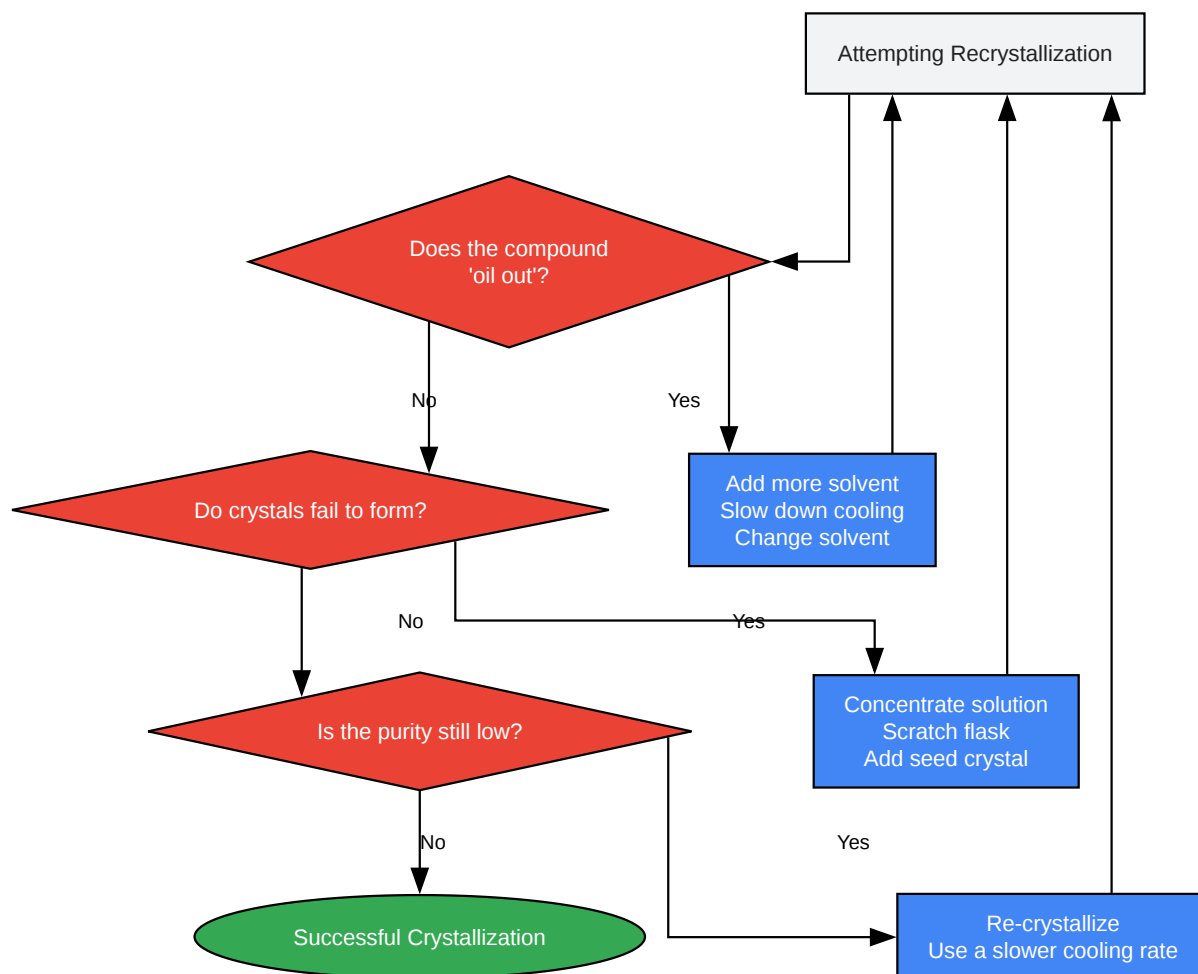 Attempting Recrystallization
Does the compound
'oil out'?
No
Yes
Add more solvent
Slow down cooling
Change solvent
Do crystals fail to form?
No
Yes
Concentrate solution
Scratch flask
Add seed crystal
Is the purity still low?
No
Yes
Successful Crystallization
Re-crystallize
Use a slower cooling rate